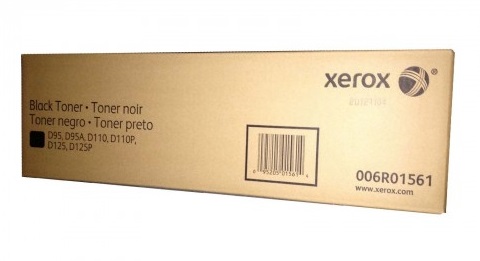 xerox
Black Toner • Toner noir
Toner negro • Toner preto
D95, D95A, D110, D110P,
D125, D125P
006R01561
www.xerox.com